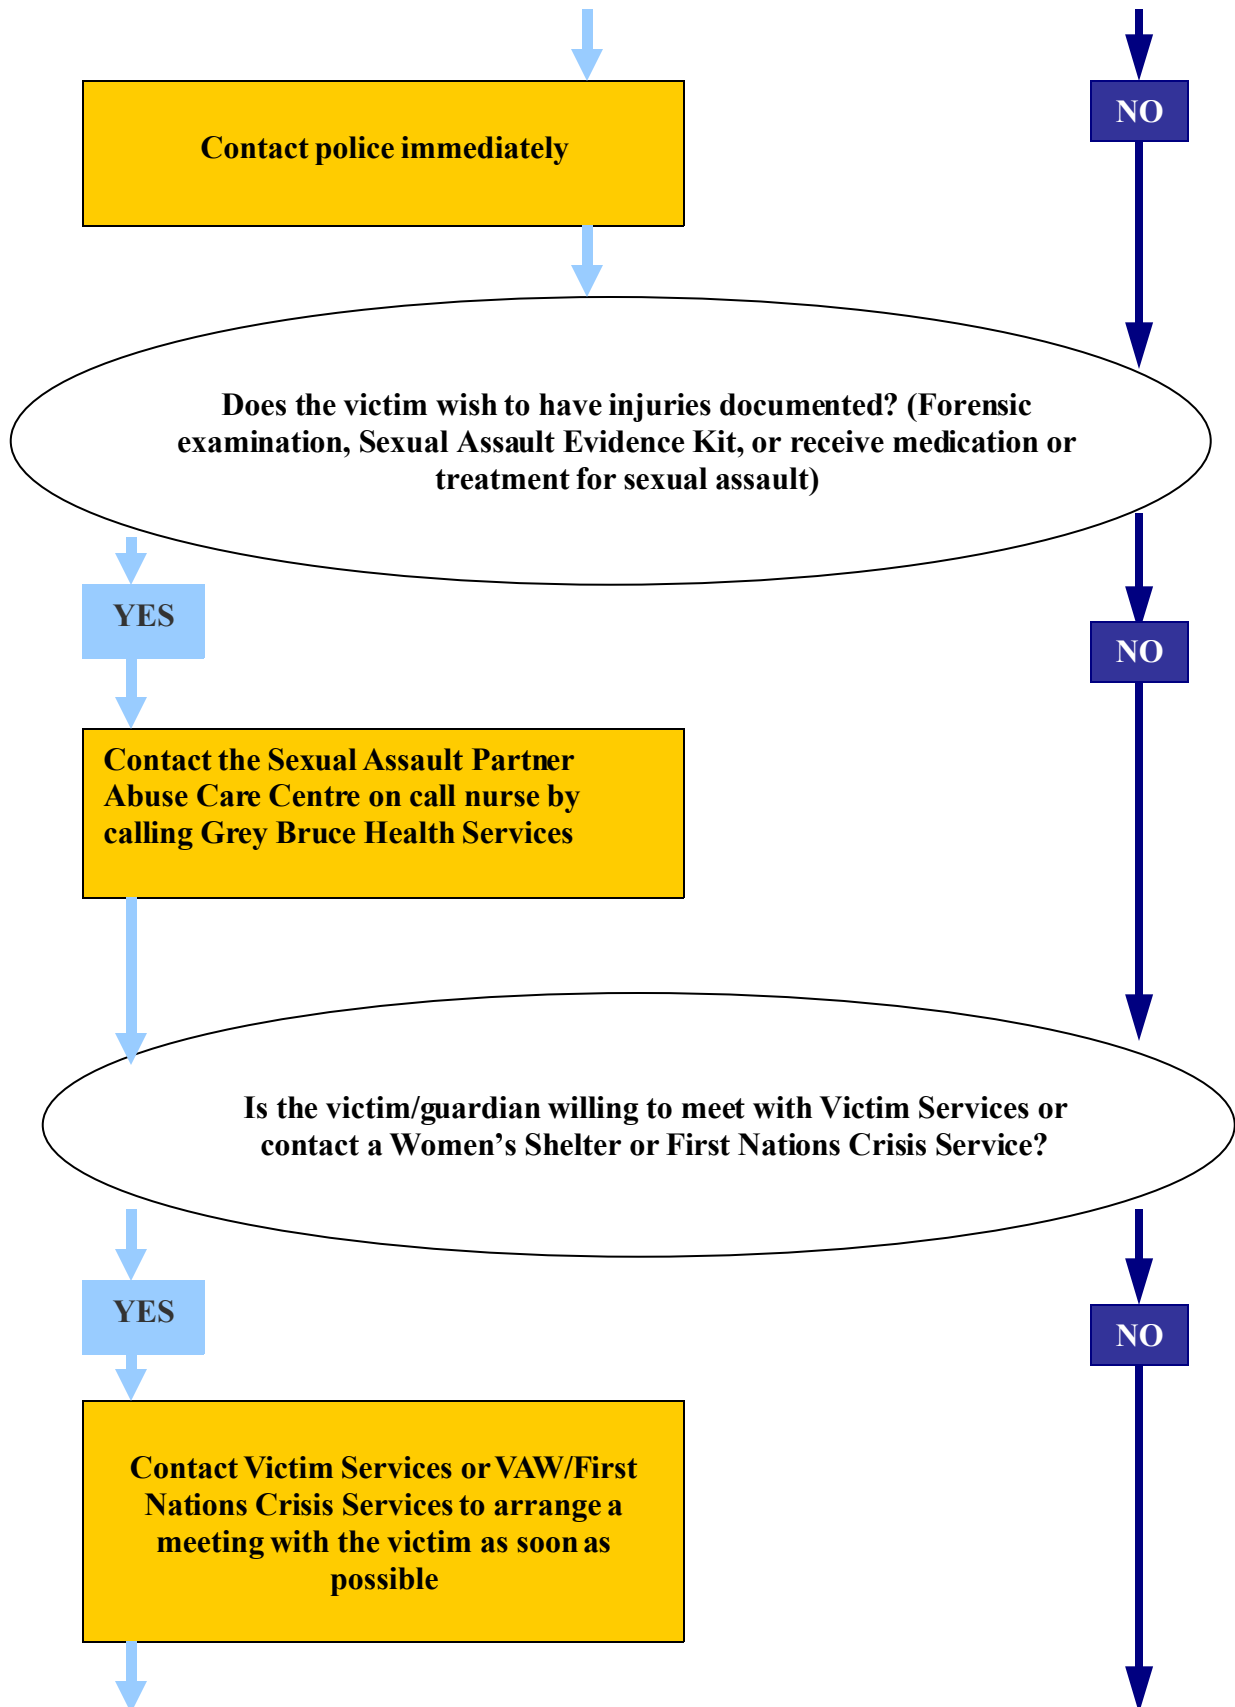 NO
Contact police immediately
Does the victim wish to have injuries documented? (Forensic
examination, Sexual Assault Evidence Kit, or receive medication or
treatment for sexual assault)
YES
NO
Contact the Sexual Assault Partner
Abuse Care Centre on call nurse by
calling Grey Bruce Health Services
Is the victim/guardian willing to meet with Victim Services or
contact a Women’s Shelter or First Nations Crisis Service?
YES
NO
Contact Victim Services or VAW/First
Nations Crisis Services to arrange a
meeting with the victim as soon as
possible